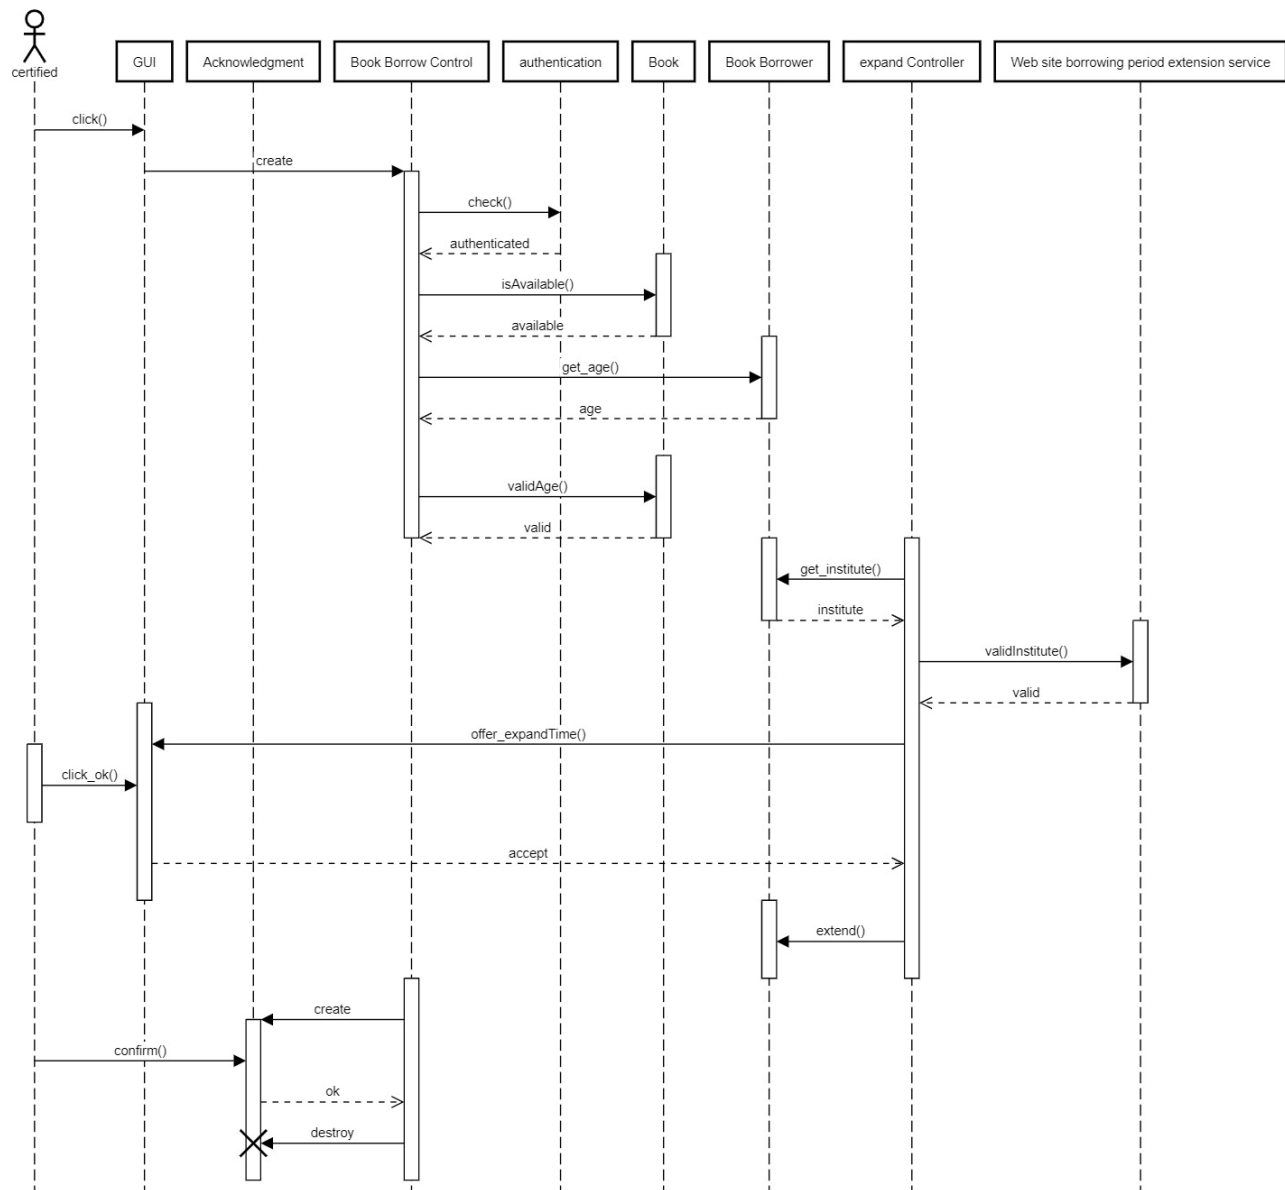 certified
GUI
Acknowledgment
Book Borrow Control
authentication
Book
Book Borrower
expand Controller
Web site borrowing period extension service
click()
create
check()
authenticated
isAvailable()
available
get_age()
age
validAge()
valid
get_institute()
institute
validInstitute()
valid
offer_expandTime()
click_ok()
accept
extend()
create
confirm()
ok
destroy